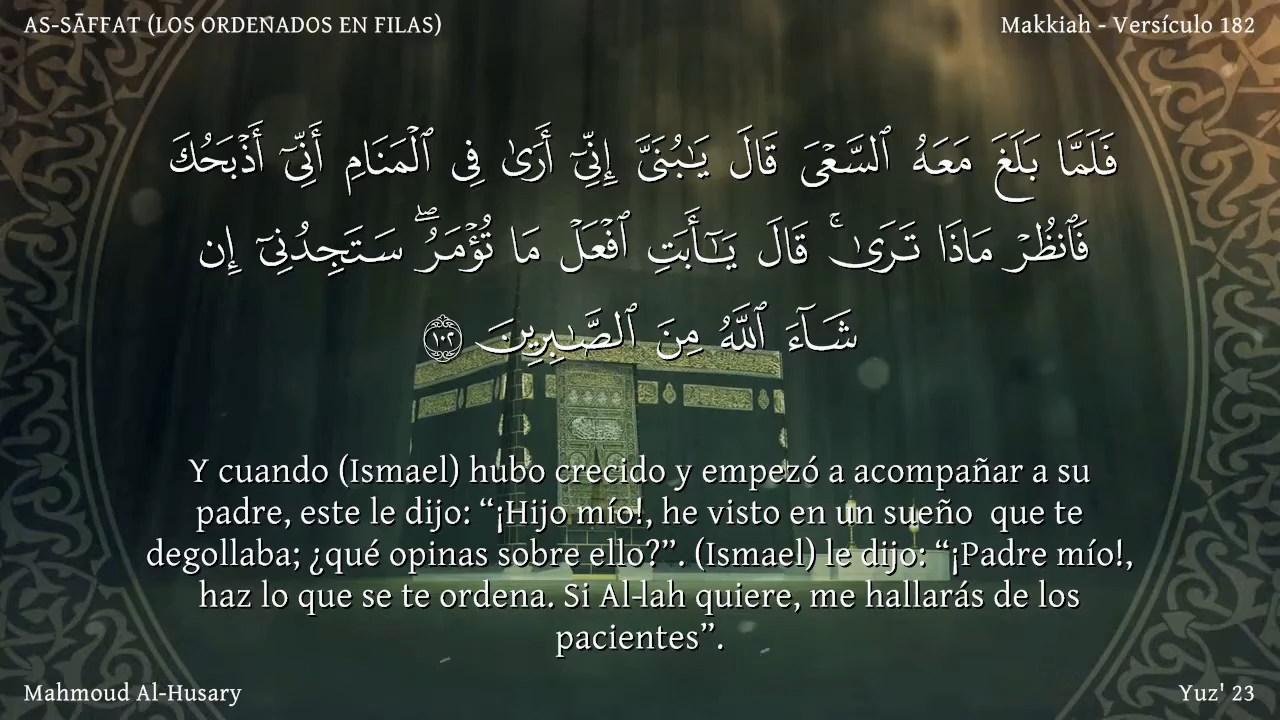 AS-SĀFFAT (LOS ORDENADOS EN FILAS)
Makkiah - Versículo 182
فَلَمَّا بَلَغَ مَعَهُ ٱلسَّعْىَ قَالَ يَـٰبُنَىَّ إِنِّىٓ أَرَىٰ فِى ٱلْمَنَامِ أَنِّىٓ أَذْبَحُكَ
فَٱنظُرْ مَاذَا تَرَىٰ ۚ قَالَ يَـٰٓأَبَتِ ٱفْعَلْ مَا تُؤْمَرُ ۖ سَتَجِدُنِىٓ إِن
شَآءَ ٱللَّهُ مِنَ ٱلصَّـٰبِرِينَ ١٠٢
Y cuando (Ismael) hubo crecido y empezó a acompañar a su
padre, este le dijo: “¡Hijo mío!, he visto en un sueño  que te
degollaba; ¿qué opinas sobre ello?”. (Ismael) le dijo: “¡Padre mío!,
haz lo que se te ordena. Si Al-lah quiere, me hallarás de los
pacientes”.
Mahmoud Al-Husary
Yuz' 23